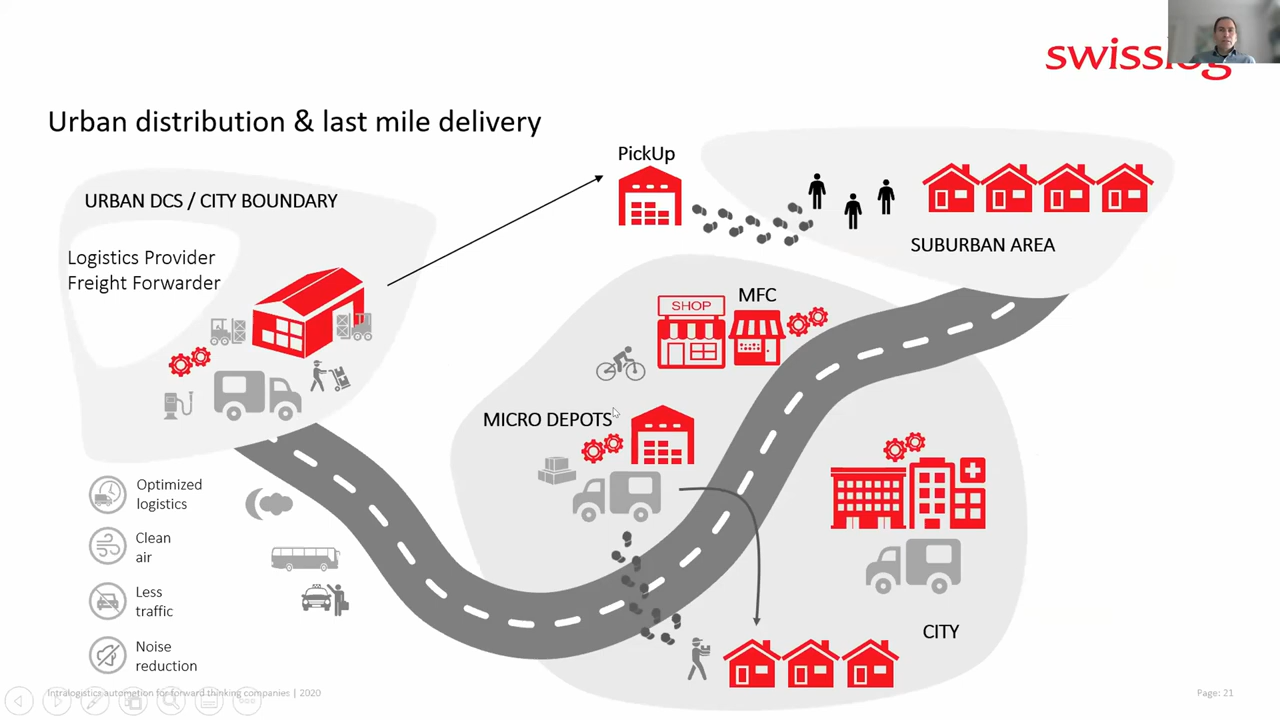 swisslog
Urban distribution & last mile delivery
PickUp
URBAN DCS / CITY BOUNDARY
Logistics Provider
Freight Forwarder
SUBURBAN AREA
SHOP
MFC
MICRO DEPOTS
Optimized
logistics
Clean
air
Less
traffic
Noise
reduction
CITY
Intralogistics automation for forward thinking companies | 2020
Page: 21